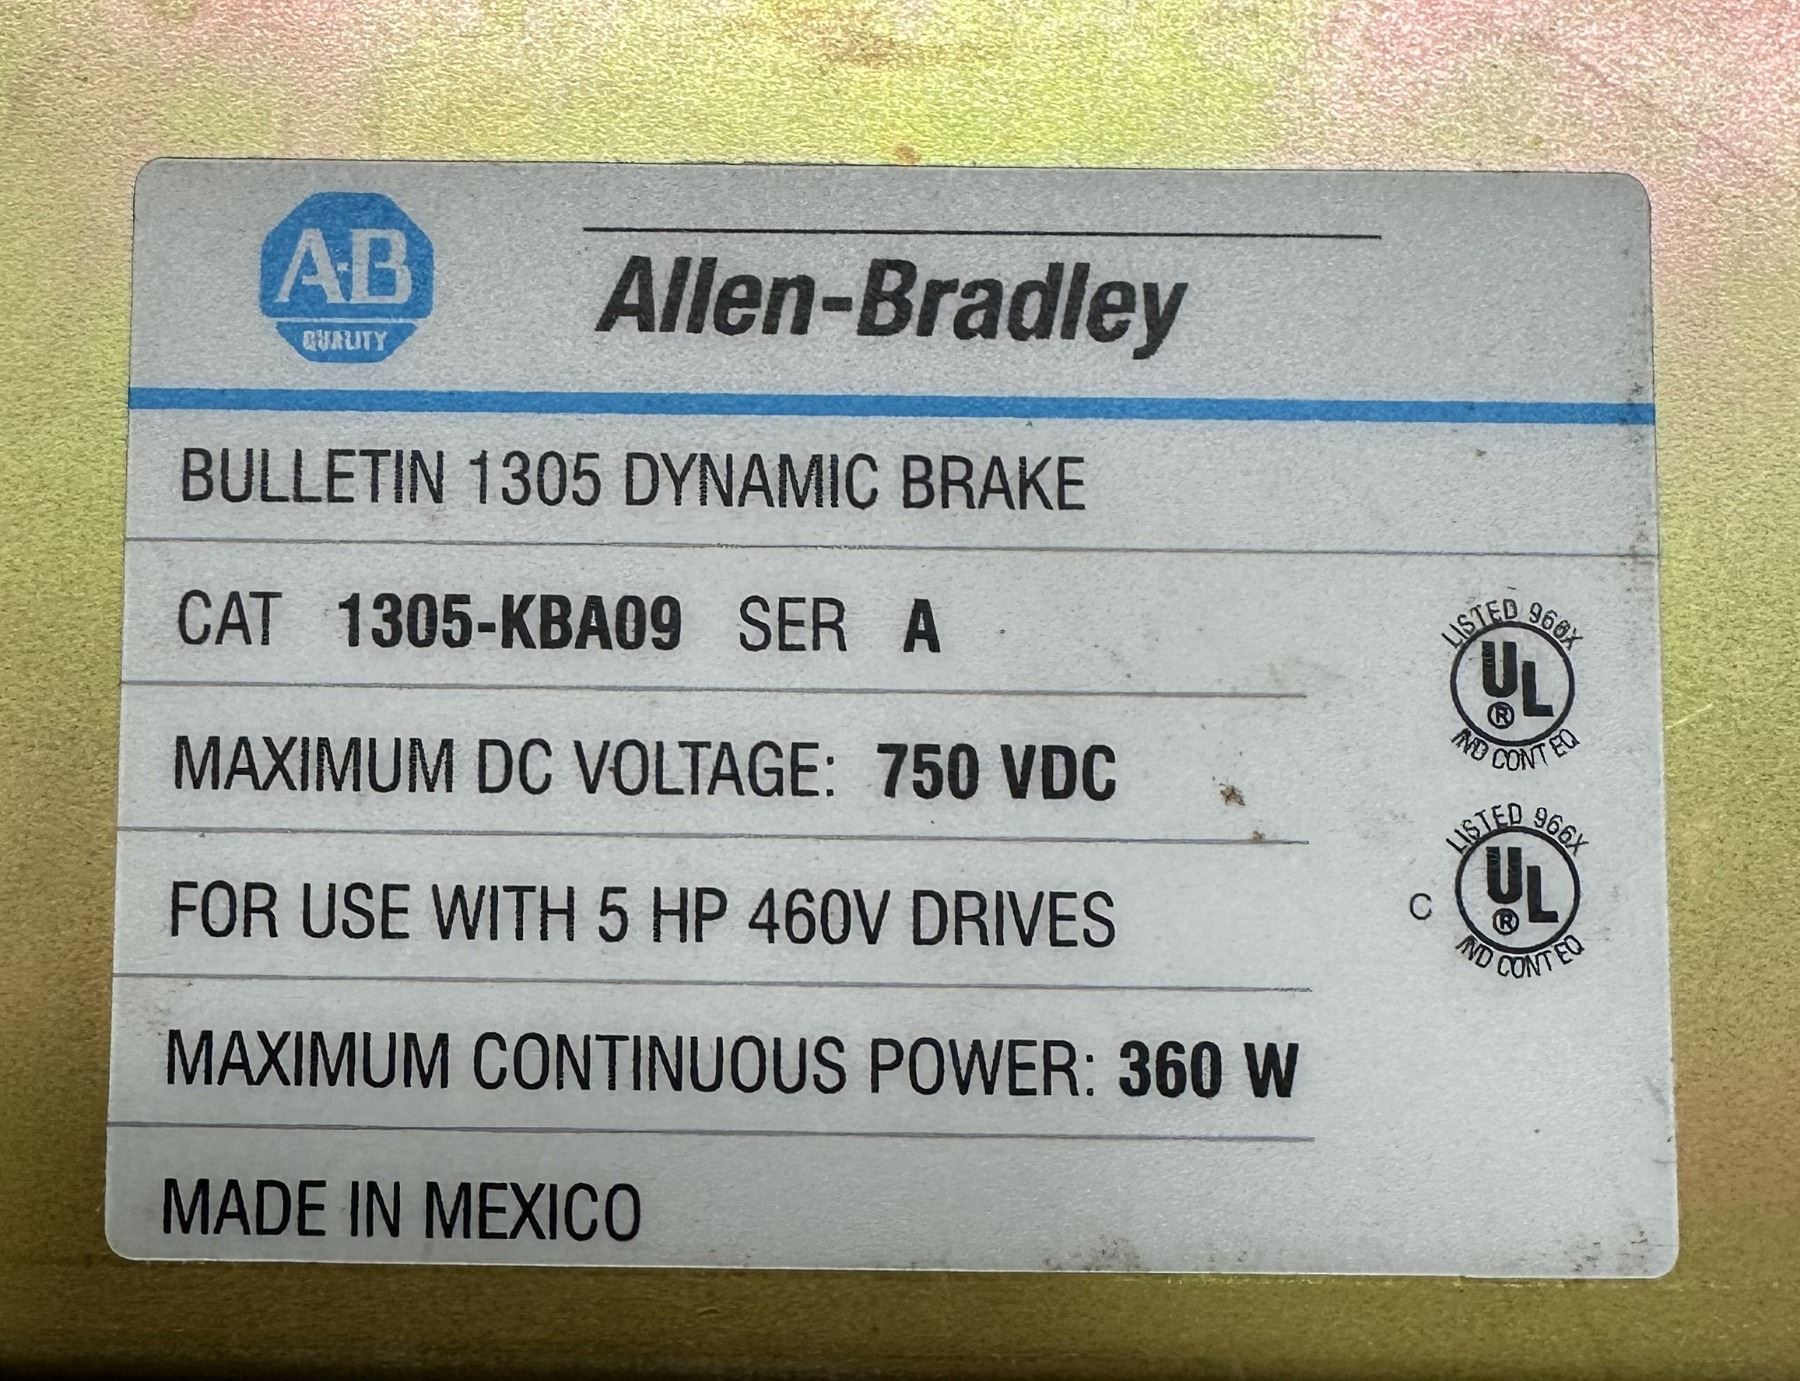 A-B
QUALITY
Allen-Bradley
BULLETIN 1305 DYNAMIC BRAKE
CAT 1305-KBA09 SER A
MAXIMUM DC VOLTAGE: 750 VDC
FOR USE WITH 5 HP 460V DRIVES
MAXIMUM CONTINUOUS POWER: 360 W
MADE IN MEXICO
LISTED 966X
UL
®
IND CONT EQ
LISTED 966X
C UL
®
IND CONT EQ